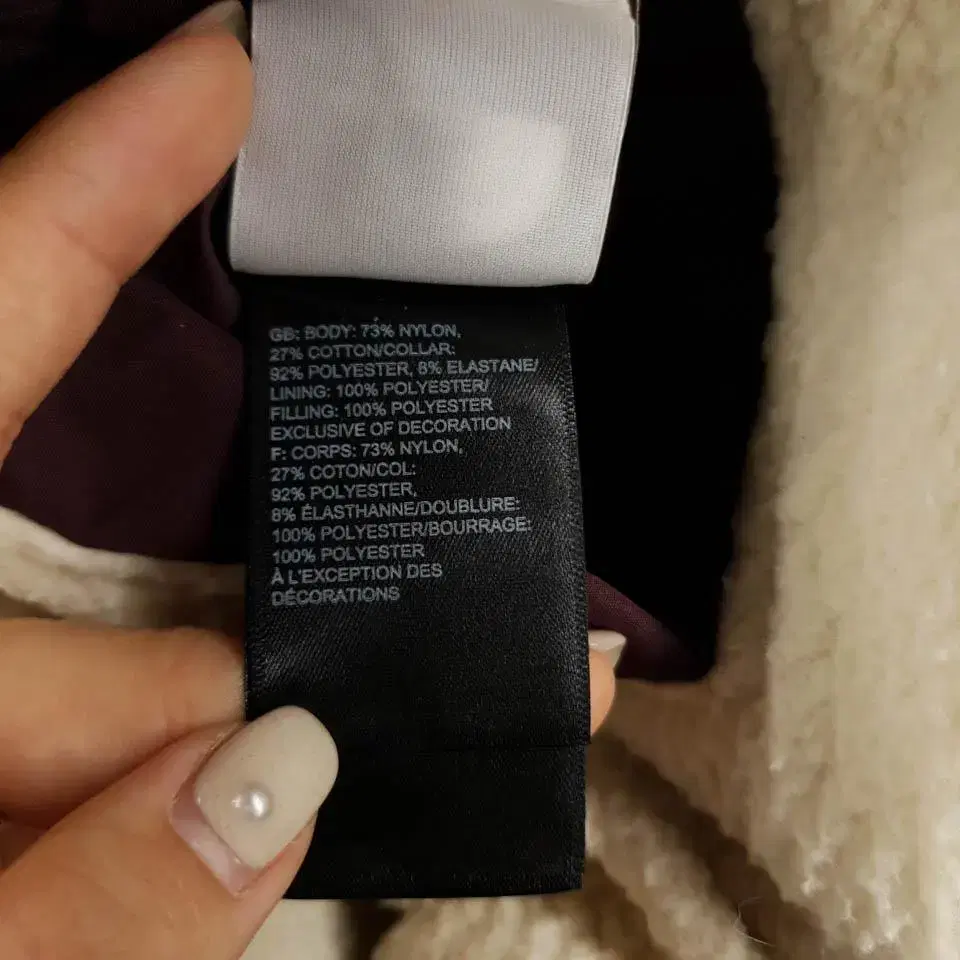 GB: BODY: 73% NYLON,
27% COTTON/COLLAR:
92% POLYESTER, 8% ELASTANE/
LINING: 100% POLYESTER/
FILLING: 100% POLYESTER
EXCLUSIVE OF DECORATION
F: CORPS: 73% NYLON,
27% COTON/COL:
92% POLYESTER,
8% ÉLASTHANNE/DOUBLURE:
100% POLYESTER/BOURRAGE:
100% POLYESTER
À L'EXCEPTION DES
DÉCORATIONS